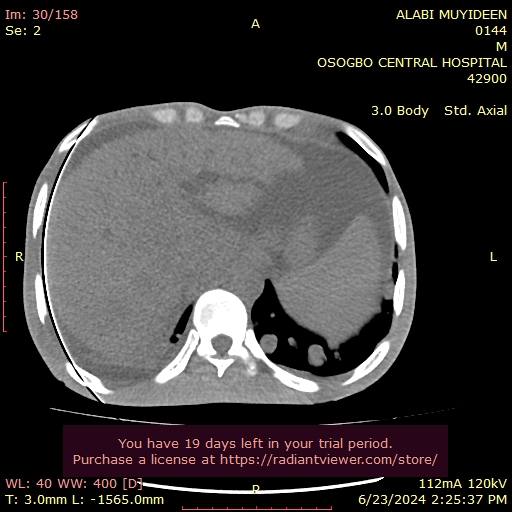 Im: 30/158
Se: 2
A
ALABI MUYIDEEN
0144
M
OSOGBO CENTRAL HOSPITAL
42900
3.0 Body Std. Axial
R
L
You have 19 days left in your trial period.
Purchase a license at https://radiantviewer.com/store/
WL: 40 WW: 400 [D]
T: 3.0mm L: -1565.0mm
P
112mA 120kV
6/23/2024 2:25:37 PM